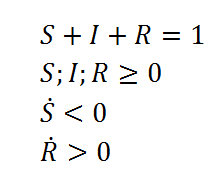 S + I + R = 1
S; I; R ≥ 0
Ṡ < 0
Ṙ > 0